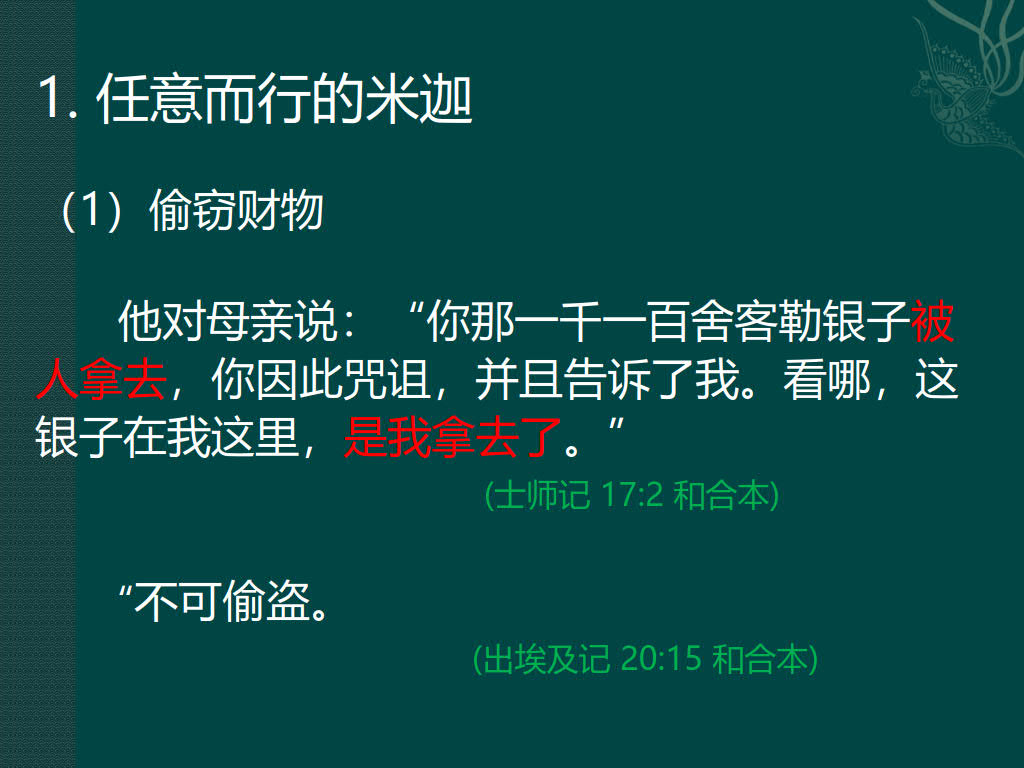 1. 任意而行的米迦
（1）偷窃财物
他对母亲说：“你那一千一百舍客勒银子被
人拿去，你因此咒诅，并且告诉了我。看哪，这
银子在我这里，是我拿去了。”
(士师记 17:2 和合本)
“不可偷盗。
(出埃及记 20:15 和合本)